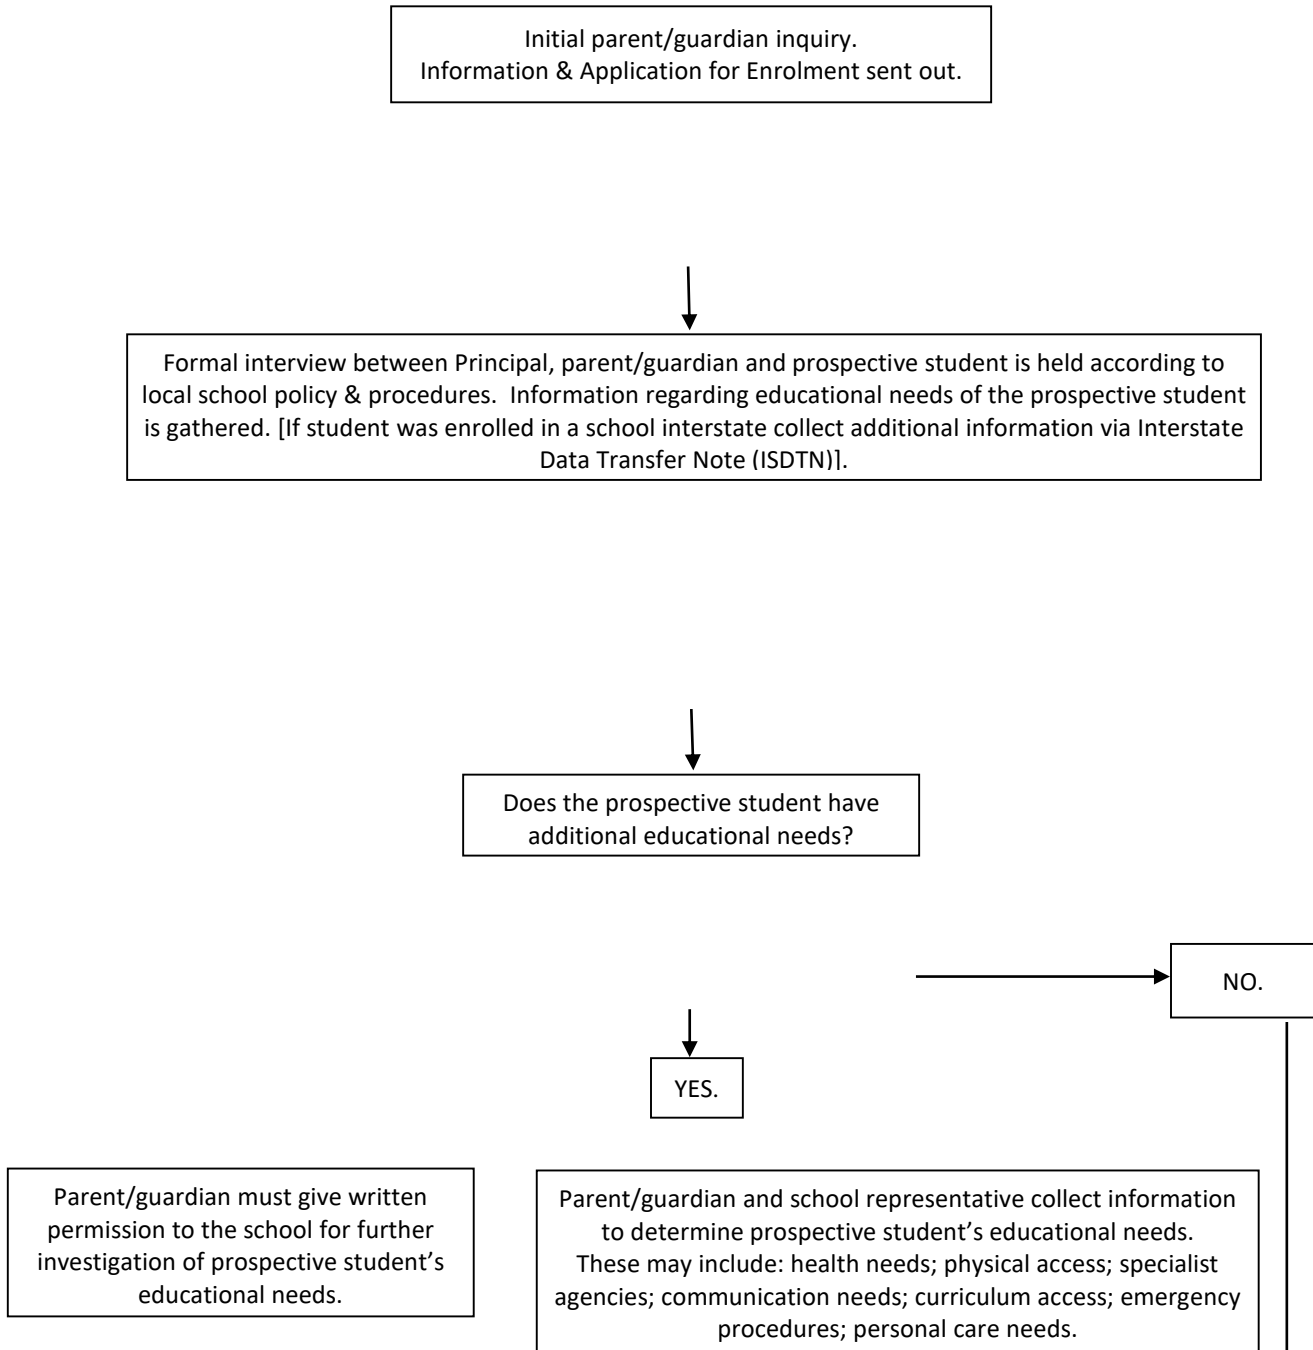 Initial parent/guardian inquiry.
Information & Application for Enrolment sent out.
Formal interview between Principal, parent/guardian and prospective student is held according to
local school policy & procedures.  Information regarding educational needs of the prospective student
is gathered. [If student was enrolled in a school interstate collect additional information via Interstate
Data Transfer Note (ISDTN)].
Does the prospective student have
additional educational needs?
NO.
YES.
Parent/guardian must give written
permission to the school for further
investigation of prospective student’s
educational needs.
Parent/guardian and school representative collect information
to determine prospective student’s educational needs.
These may include: health needs; physical access; specialist
agencies; communication needs; curriculum access; emergency
procedures; personal care needs.